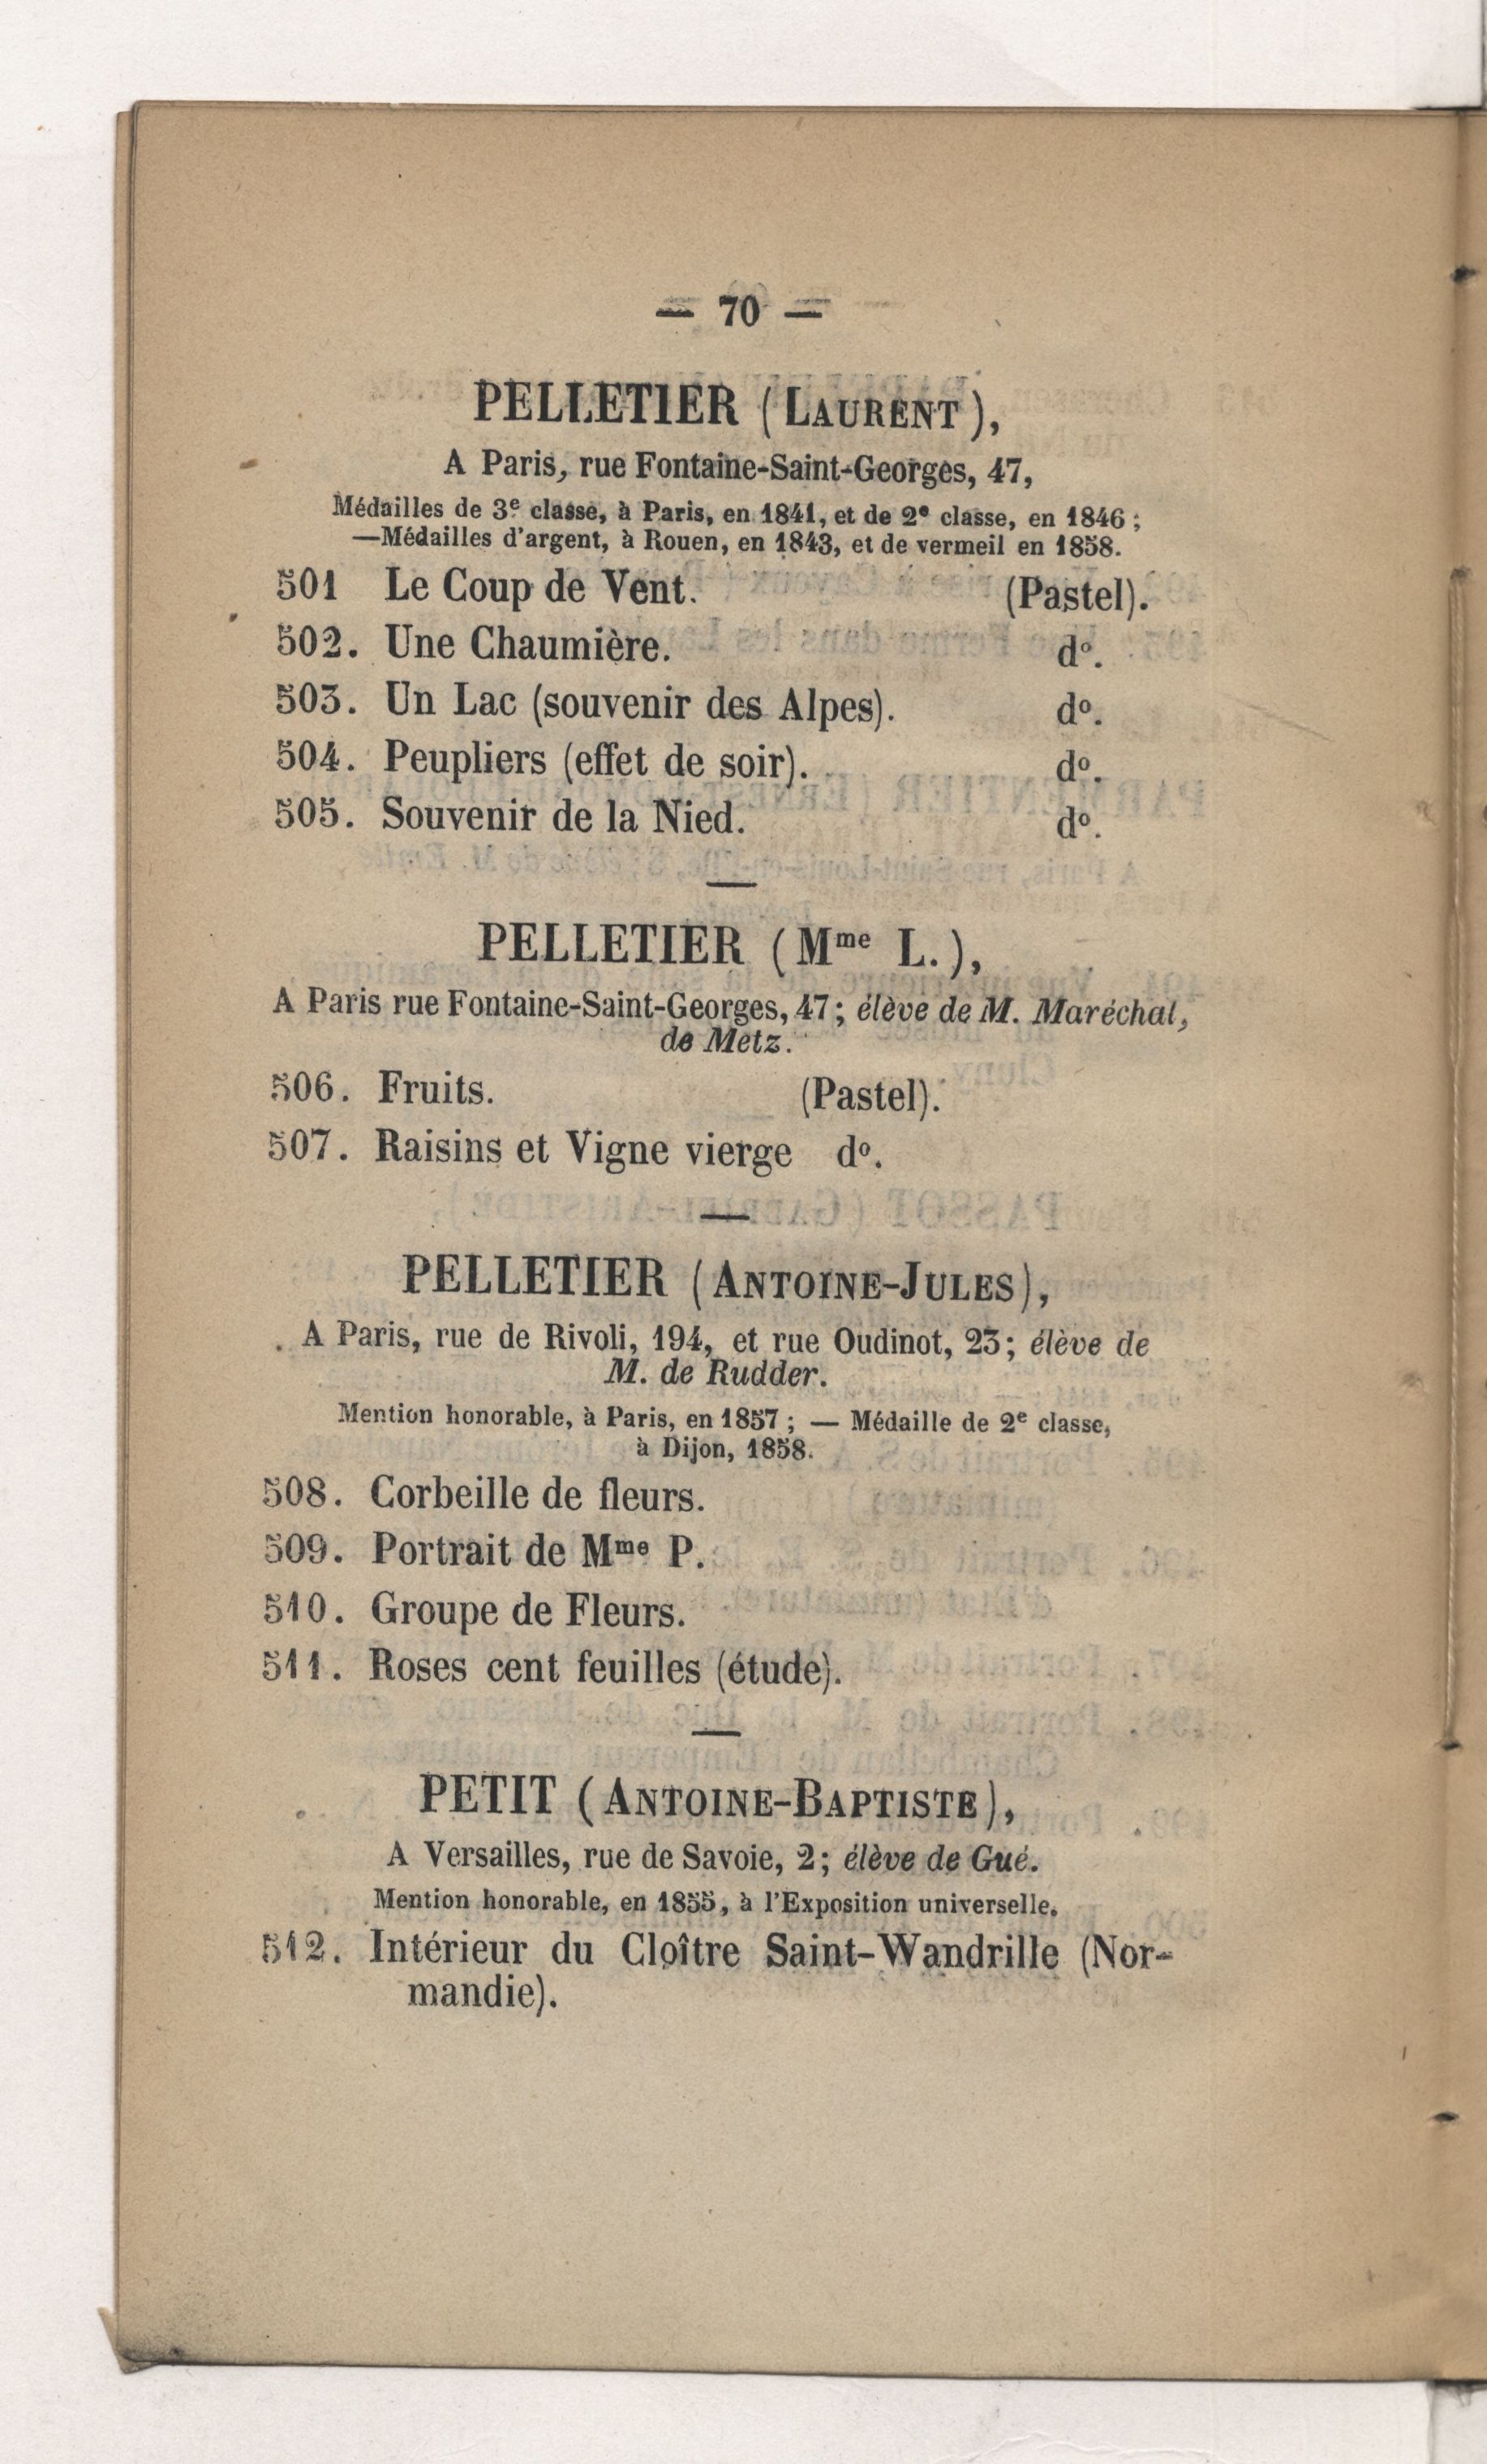 — 70 —
PELLETIER (LAURENT),
A Paris, rue Fontaine-Saint-Georges, 47,
Médailles de 3e classe, à Paris, en 1841, et de 2e classe, en 1846 ;
—Médailles d'argent, à Rouen, en 1843, et de vermeil en 1858.
501 Le Coup de Vent. (Pastel).
502. Une Chaumière. do.
503. Un Lac (souvenir des Alpes). do.
504. Peupliers (effet de soir). do.
505. Souvenir de la Nied. do.
PELLETIER (Mme L.),
A Paris rue Fontaine-Saint-Georges, 47; élève de M. Maréchal,
de Metz.
506. Fruits. (Pastel).
507. Raisins et Vigne vierge do.
PELLETIER (ANTOINE-JULES),
A Paris, rue de Rivoli, 194, et rue Oudinot, 23; élève de
M. de Rudder.
Mention honorable, à Paris, en 1857 ; — Médaille de 2e classe,
à Dijon, 1858.
508. Corbeille de fleurs.
509. Portrait de Mme P.
510. Groupe de Fleurs.
511. Roses cent feuilles (étude).
PETIT (ANTOINE-BAPTISTE),
A Versailles, rue de Savoie, 2; élève de Gué.
Mention honorable, en 1855, à l'Exposition universelle.
512. Intérieur du Cloître Saint-Wandrille (Nor-
mandie).